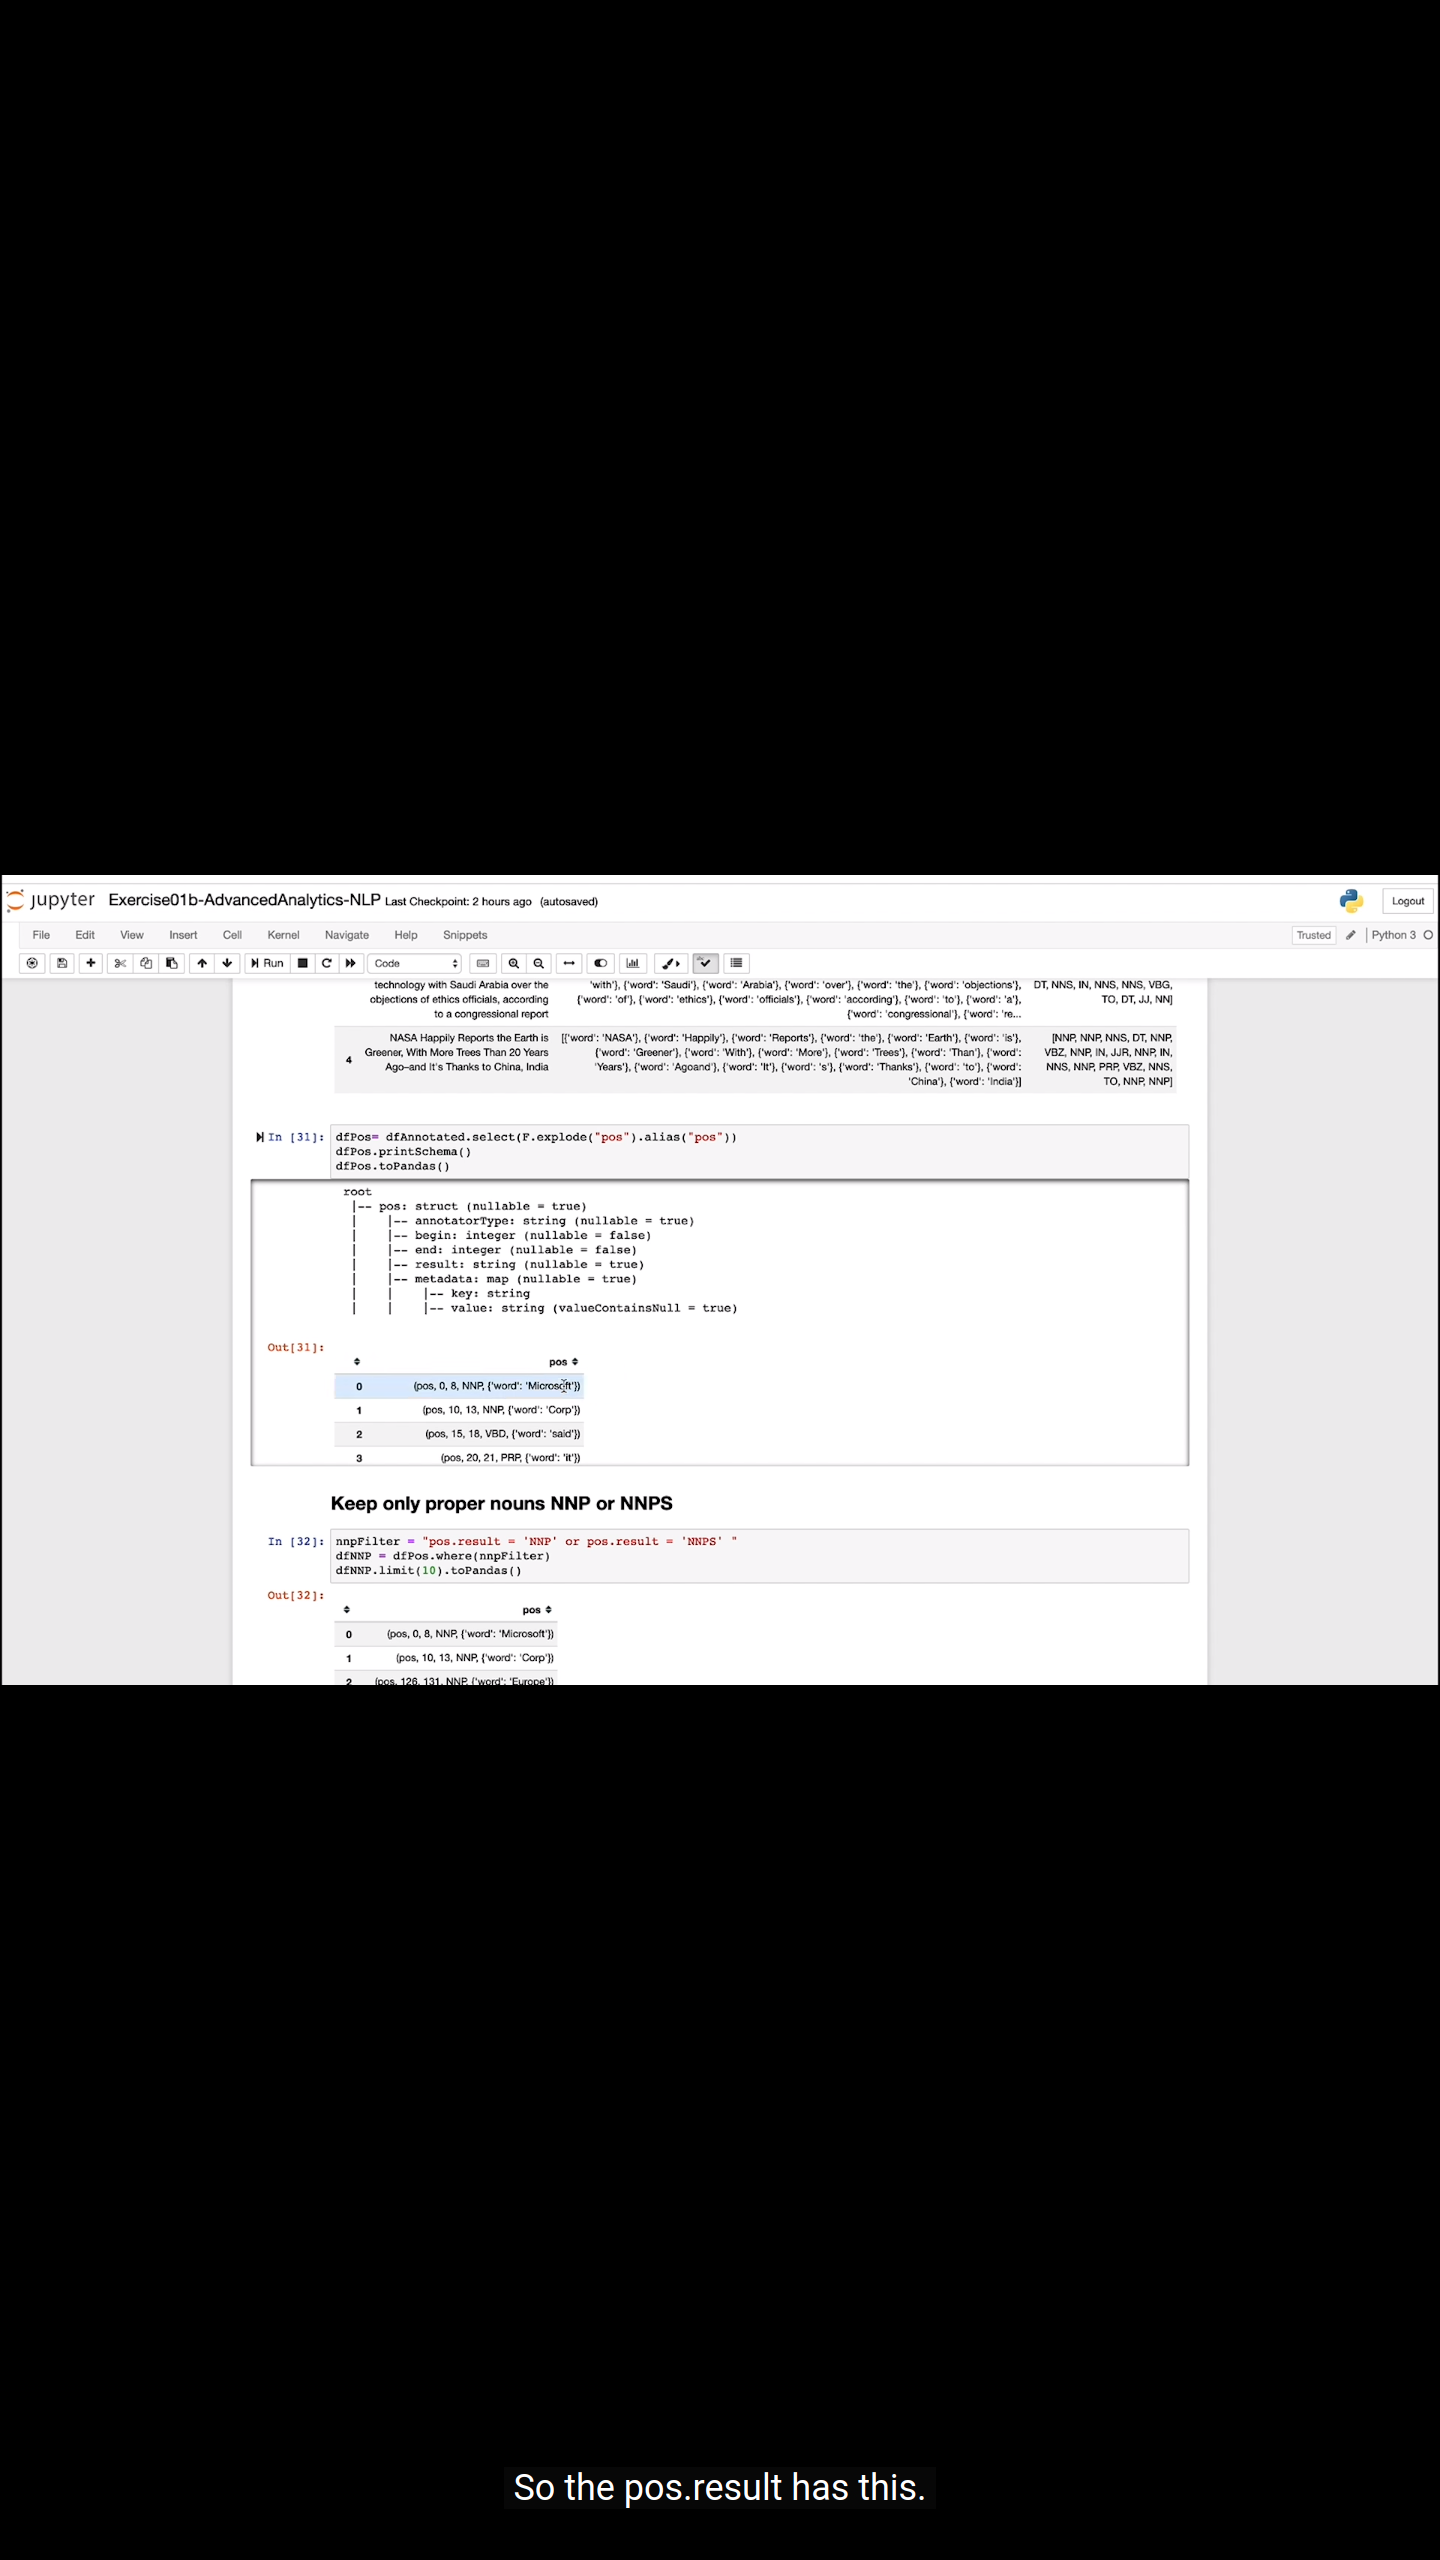 jupyter Exercise01b-AdvancedAnalytics-NLP Last Checkpoint: 2 hours ago (autosaved)
Logout
File Edit View Insert Cell Kernel Navigate Help Snippets
Trusted Python 3
Run Code
technology with Saudi Arabia over the 'with'}, {'word': 'Saudi'}, {'word': 'Arabia'}, {'word': 'over'}, {'word': 'the'}, {'word': 'objections'}, DT, NNS, IN, NNS, NNS, VBG,
objections of ethics officials, according {'word': 'of'}, {'word': 'ethics'}, {'word': 'officials'}, {'word': 'according'}, {'word': 'to'}, {'word': 'a'}, TO, DT, JJ, NN]
to a congressional report {'word': 'congressional'}, {'word': 're...
NASA Happily Reports the Earth is [{'word': 'NASA'}, {'word': 'Happily'}, {'word': 'Reports'}, {'word': 'the'}, {'word': 'Earth'}, {'word': 'is'}, [NNP, NNP, NNS, DT, NNP,
Greener, With More Trees Than 20 Years {'word': 'Greener'}, {'word': 'With'}, {'word': 'More'}, {'word': 'Trees'}, {'word': 'Than'}, {'word': VBZ, NNP, IN, JJR, NNP, IN,
4 Ago–and It's Thanks to China, India 'Years'}, {'word': 'Agoand'}, {'word': 'It'}, {'word': 's'}, {'word': 'Thanks'}, {'word': 'to'}, {'word': NNS, NNP, PRP, VBZ, NNS,
'China'}, {'word': 'India'}] TO, NNP, NNP]
In [31]: dfPos= dfAnnotated.select(F.explode("pos").alias("pos"))
dfPos.printSchema()
dfPos.toPandas()
root
|-- pos: struct (nullable = true)
| |-- annotatorType: string (nullable = true)
| |-- begin: integer (nullable = false)
| |-- end: integer (nullable = false)
| |-- result: string (nullable = true)
| |-- metadata: map (nullable = true)
| | |-- key: string
| | |-- value: string (valueContainsNull = true)
Out[31]:
pos
0 (pos, 0, 8, NNP, {'word': 'Microsoft'})
1 (pos, 10, 13, NNP, {'word': 'Corp'})
2 (pos, 15, 18, VBD, {'word': 'said'})
3 (pos, 20, 21, PRP, {'word': 'it'})
Keep only proper nouns NNP or NNPS
In [32]: nnpFilter = "pos.result = 'NNP' or pos.result = 'NNPS' "
dfNNP = dfPos.where(nnpFilter)
dfNNP.limit(10).toPandas()
Out[32]:
pos
0 (pos, 0, 8, NNP, {'word': 'Microsoft'})
1 (pos, 10, 13, NNP, {'word': 'Corp'})
2 (pos, 126, 131, NNP, {'word': 'Europe'})
So the pos.result has this.